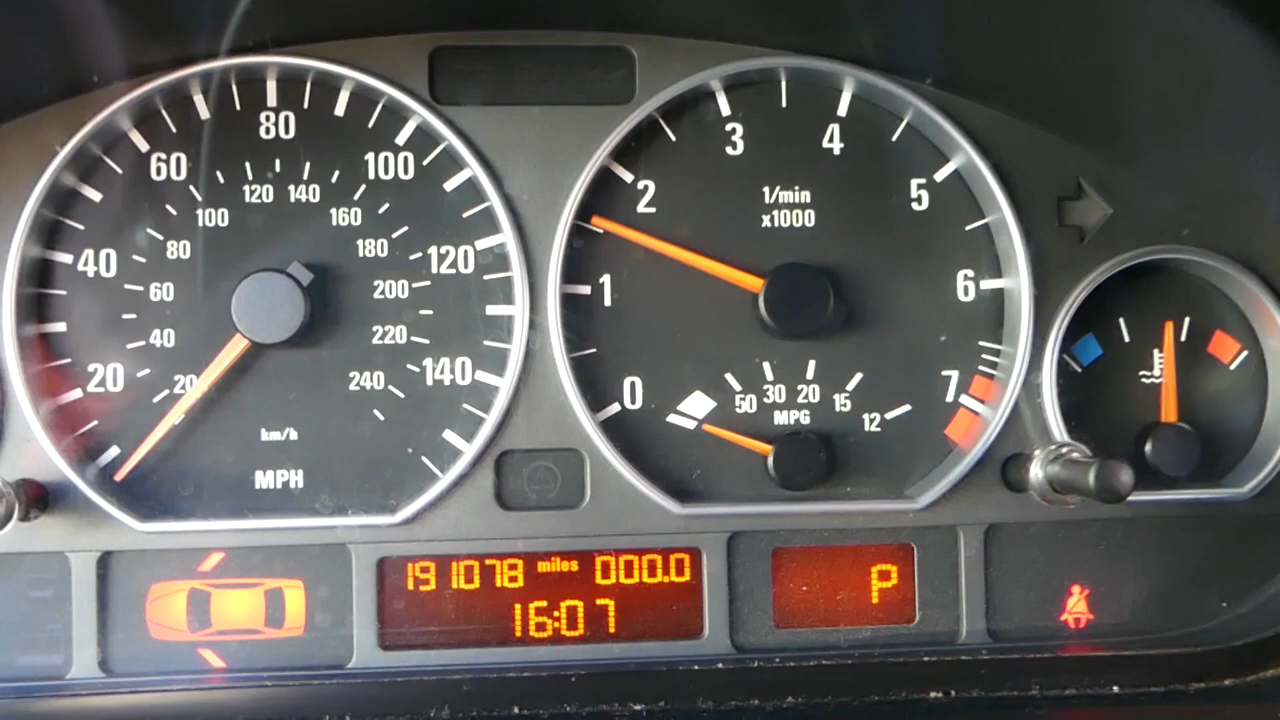 20 40 60 80 100 120 140
20 40 60 80 100 120 140 160 180 200 220 240
km/h
MPH
0 1 2 3 4 5 6 7
1/min
x1000
50 30 20 15 12
MPG
191078 miles 000.0
16:07
P